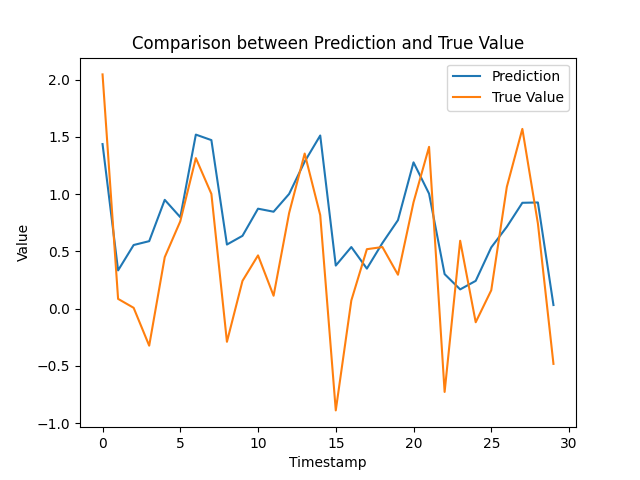 Comparison between Prediction and True Value
Prediction
True Value
2.0
1.5
1.0
0.5
0.0
−0.5
−1.0
Value
0 5 10 15 20 25 30
Timestamp